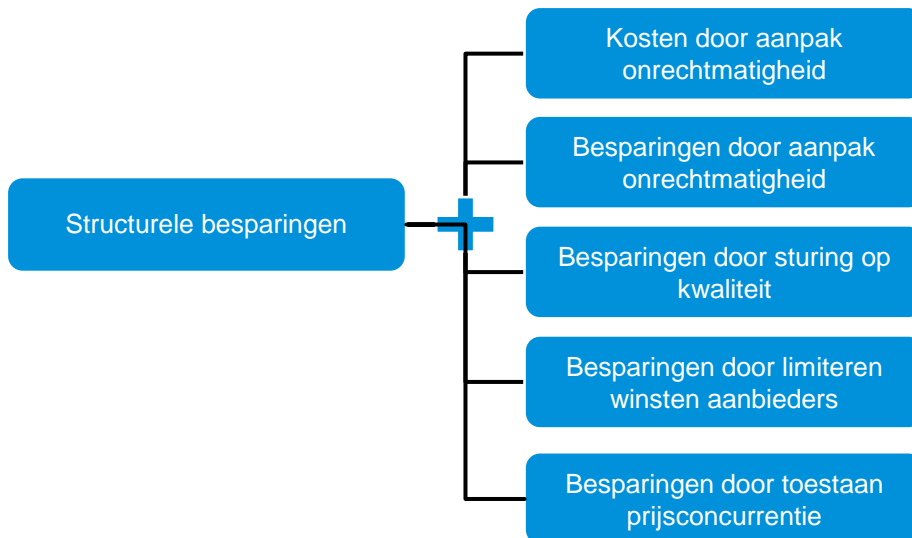 Kosten door aanpak
onrechtmatigheid
Besparingen door aanpak
onrechtmatigheid
Structurele besparingen
Besparingen door sturing op
kwaliteit
Besparingen door limiteren
winsten aanbieders
Besparingen door toestaan
prijsconcurrentie